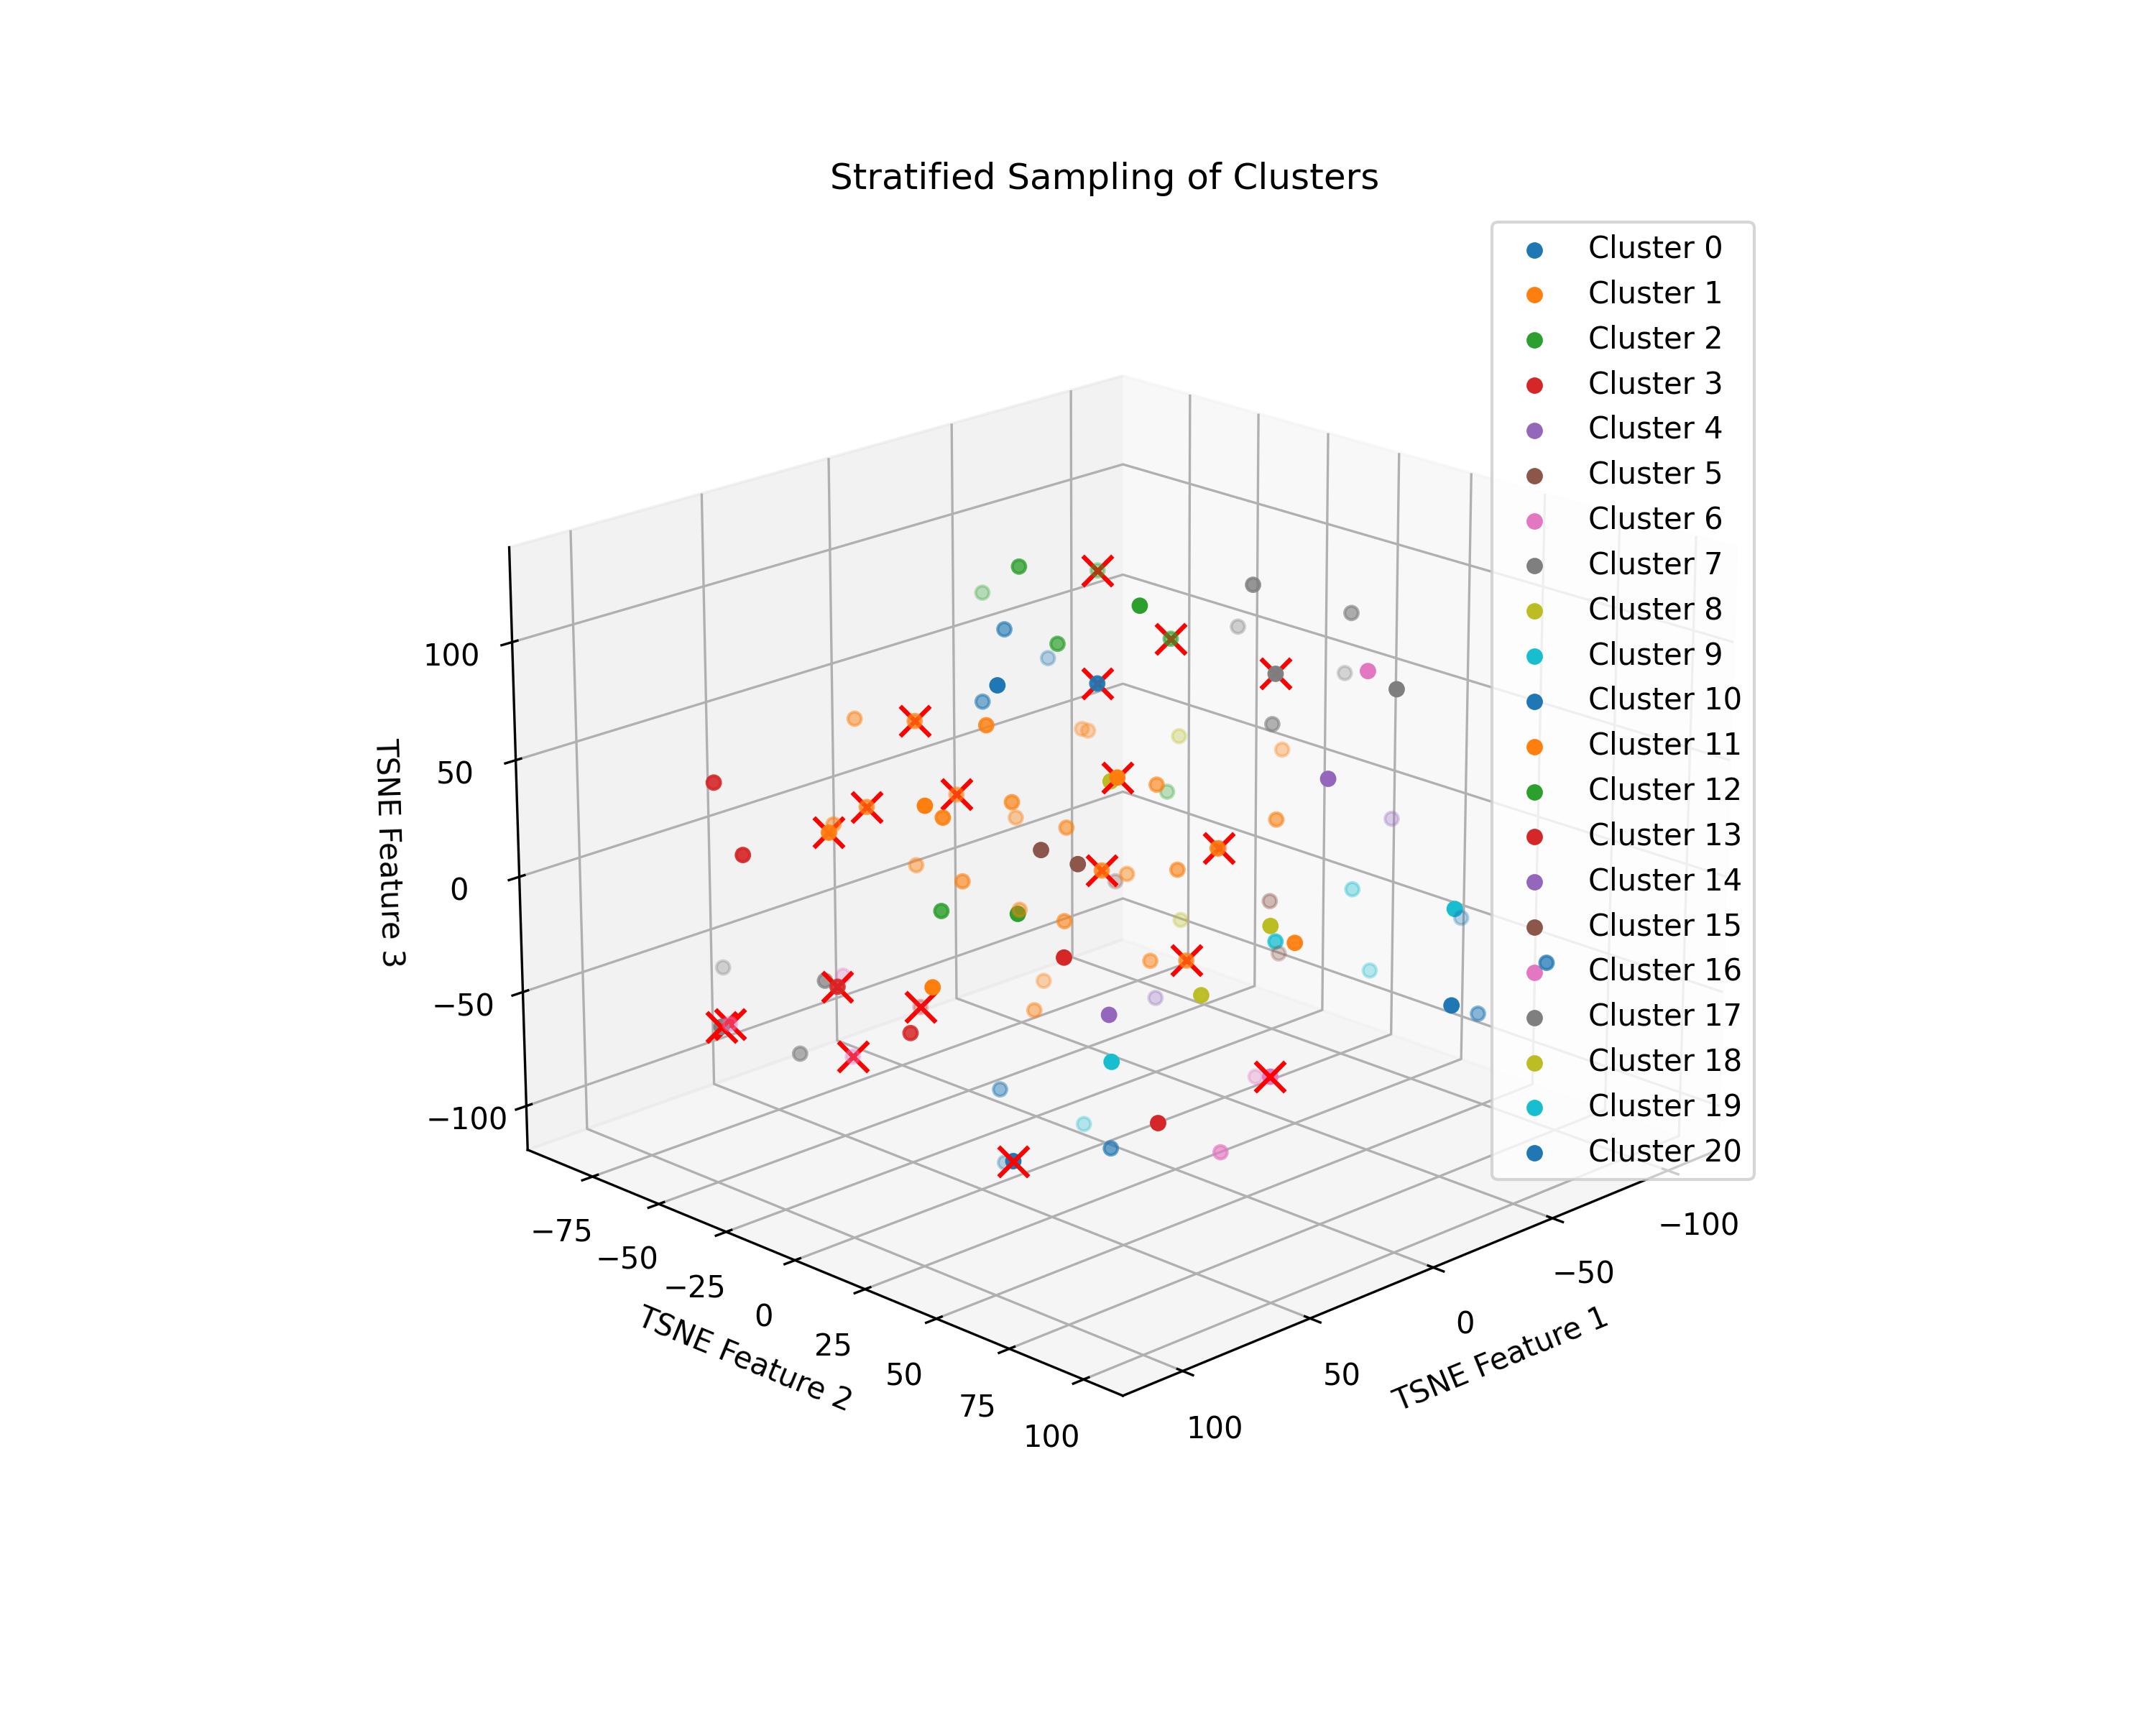 Stratified Sampling of Clusters
Cluster 0
Cluster 1
Cluster 2
Cluster 3
Cluster 4
Cluster 5
Cluster 6
Cluster 7
Cluster 8
Cluster 9
Cluster 10
Cluster 11
Cluster 12
Cluster 13
Cluster 14
Cluster 15
Cluster 16
Cluster 17
Cluster 18
Cluster 19
Cluster 20
100
50
0
−50
−100
TSNE Feature 3
−75
−50
−25
0
25
50
75
100
TSNE Feature 2
−100
−50
0
50
100
TSNE Feature 1